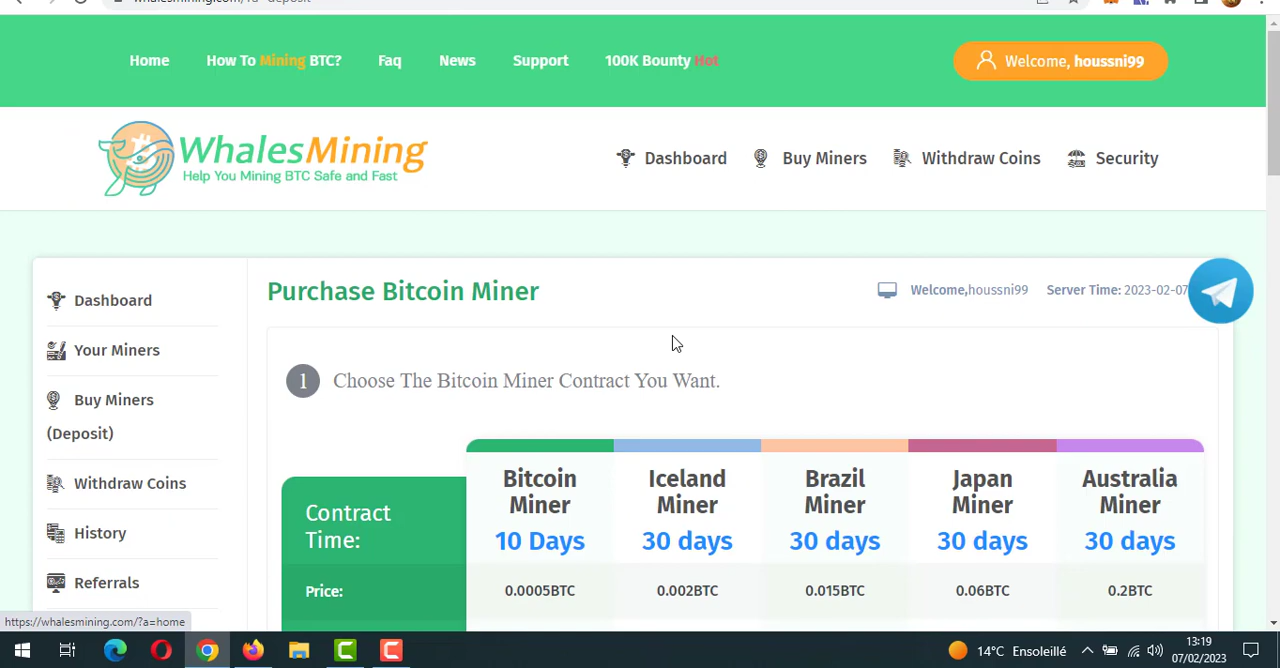 Home How To Mining BTC? Faq News Support 100K Bounty Hot Welcome, houssni99
WhalesMining
Help You Mining BTC Safe and Fast
Dashboard Buy Miners Withdraw Coins Security
Dashboard
Your Miners
Buy Miners
(Deposit)
Withdraw Coins
History
Referrals
Purchase Bitcoin Miner
Welcome,houssni99 Server Time: 2023-02-07
1 Choose The Bitcoin Miner Contract You Want.
Contract
Time:
Bitcoin
Miner
10 Days
Iceland
Miner
30 days
Brazil
Miner
30 days
Japan
Miner
30 days
Australia
Miner
30 days
Price: 0.0005BTC 0.002BTC 0.015BTC 0.06BTC 0.2BTC
https://whalesmining.com/?a=home
14°C Ensoleillé
13:19
07/02/2023